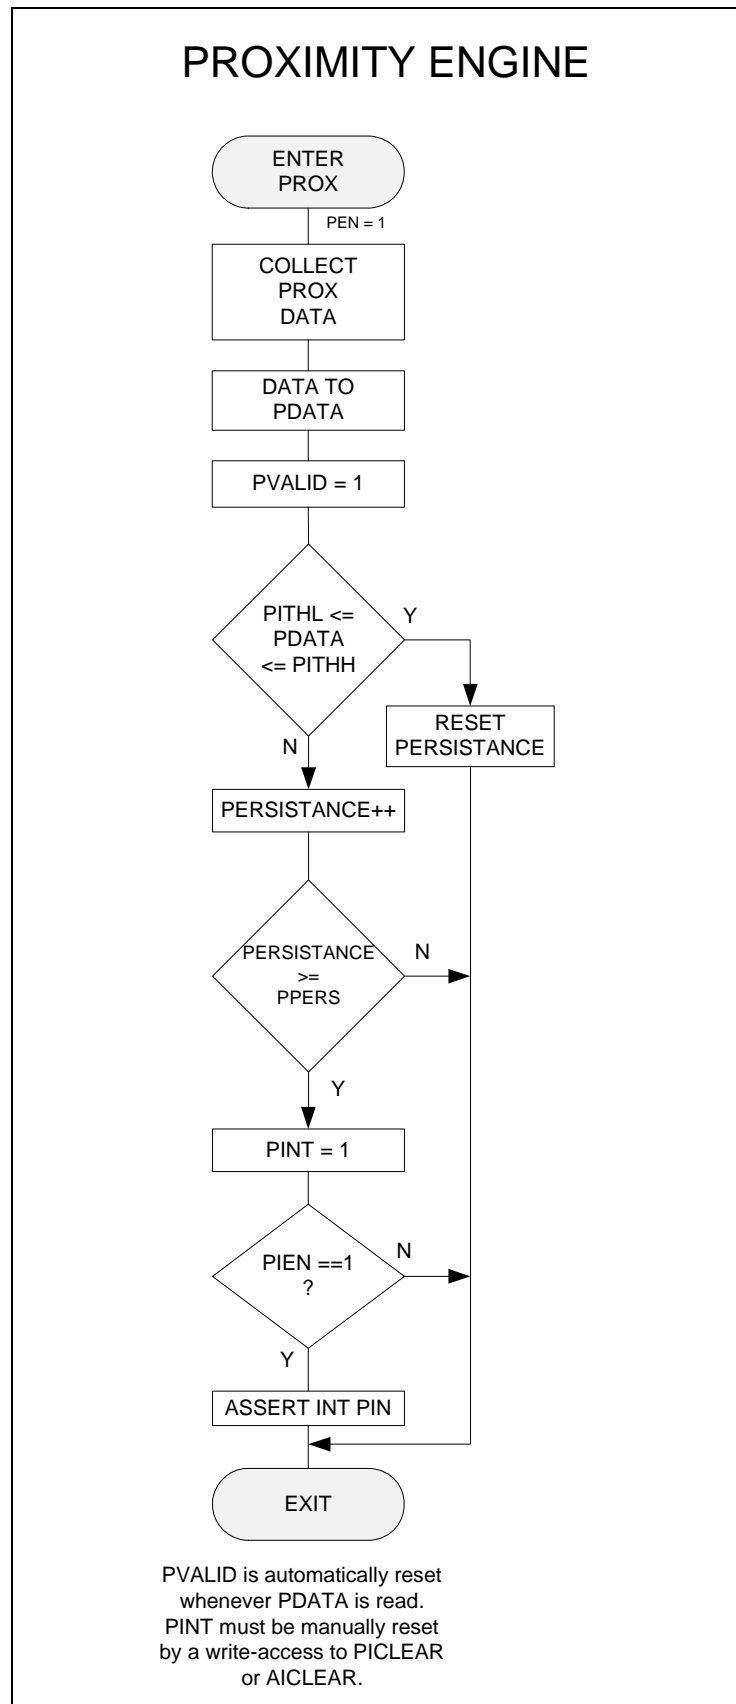 PROXIMITY ENGINE
ENTER
PROX
PEN = 1
COLLECT
PROX
DATA
DATA TO
PDATA
PVALID = 1
PITHL <=
PDATA
<= PITHH
Y
RESET
PERSISTANCE
N
PERSISTANCE++
PERSISTANCE
>=
PPERS
N
Y
PINT = 1
PIEN ==1
?
N
Y
ASSERT INT PIN
EXIT
PVALID is automatically reset
whenever PDATA is read.
PINT must be manually reset
by a write-access to PICLEAR
or AICLEAR.